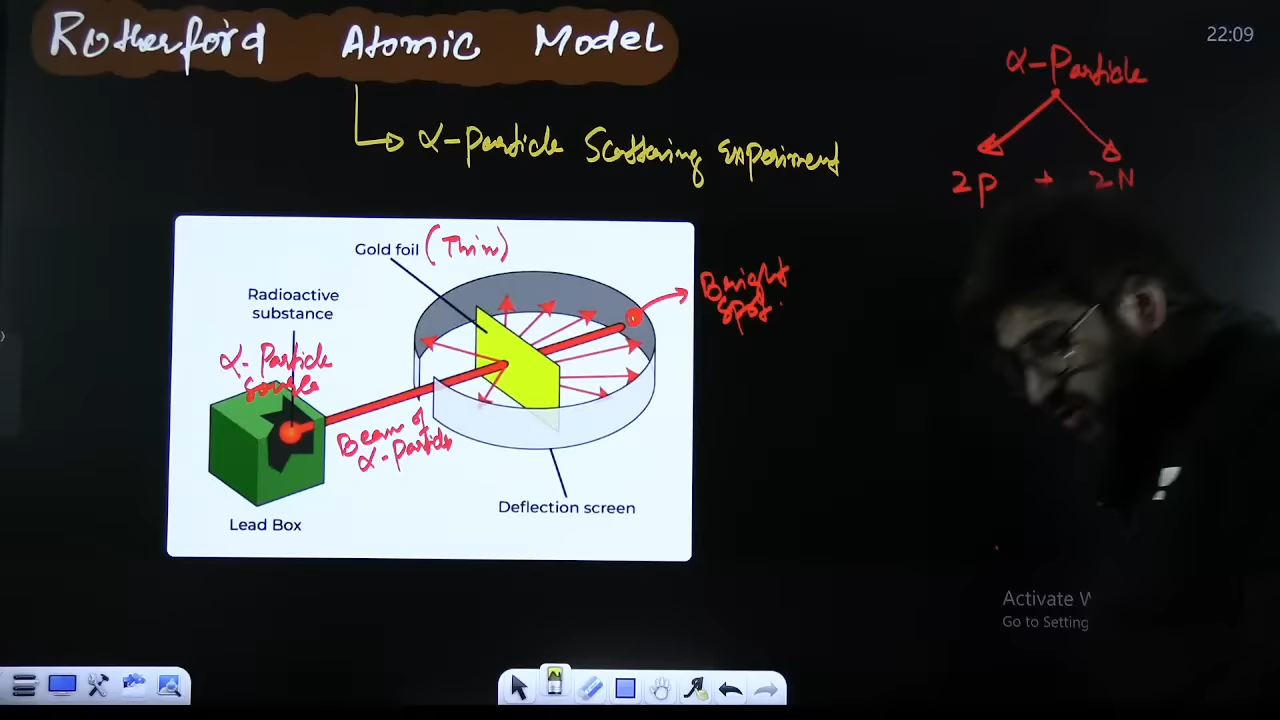 Rotherford Atomic Model
22:09
α-Particle
α-Particle Scattering Experiment
2P + 2N
Gold foil (Thin)
Radioactive
substance
Bright
spot.
α-Particle
source
Beam of
α-Particle
Deflection screen
Lead Box
Activate W
Go to Setting